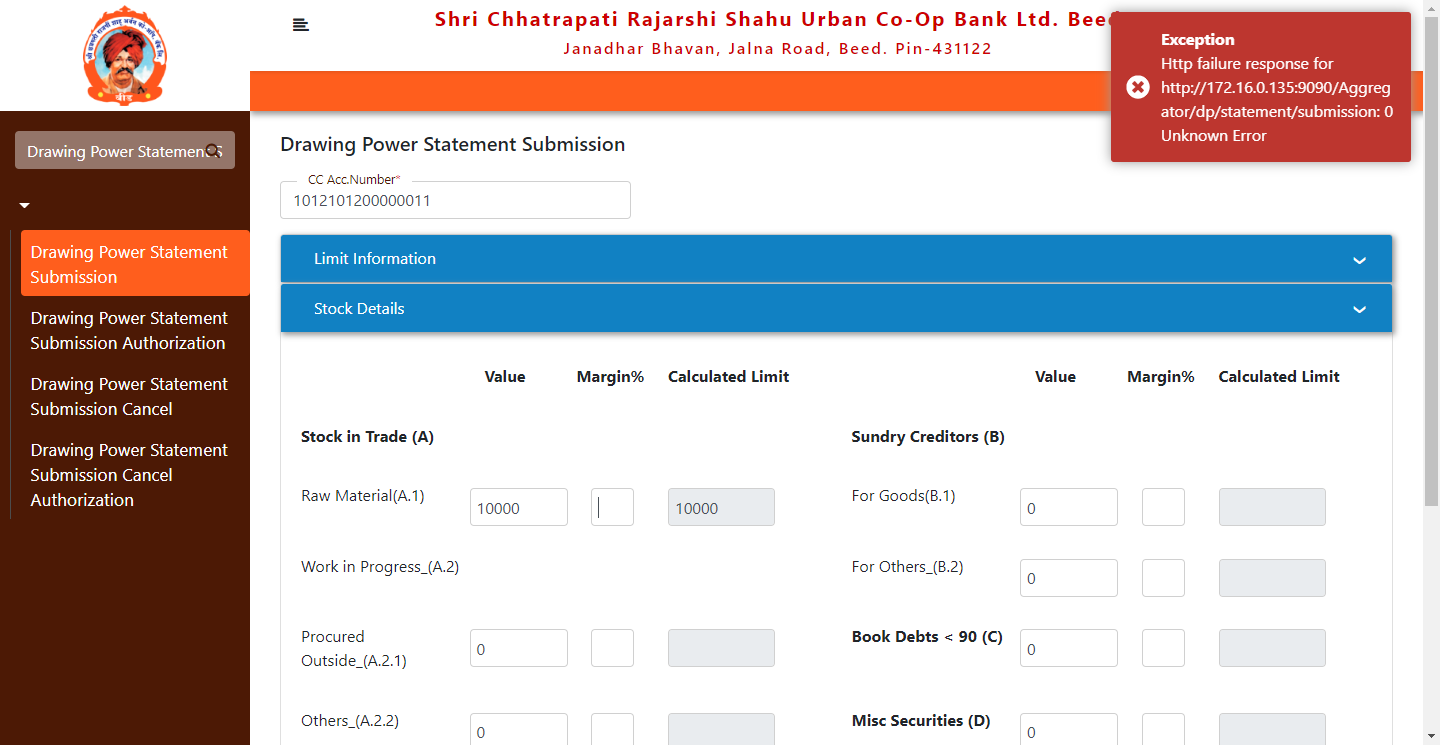 बीड
Drawing Power Statement S
Drawing Power Statement
Submission
Drawing Power Statement
Submission Authorization
Drawing Power Statement
Submission Cancel
Drawing Power Statement
Submission Cancel
Authorization
Shri Chhatrapati Rajarshi Shahu Urban Co-Op Bank Ltd. Bee
Janadhar Bhavan, Jalna Road, Beed. Pin-431122
Exception
Http failure response for
http://172.16.0.135:9090/Aggreg
ator/dp/statement/submission: 0
Unknown Error
Drawing Power Statement Submission
CC Acc.Number*
1012101200000011
Limit Information
Stock Details
Value Margin% Calculated Limit Value Margin% Calculated Limit
Stock in Trade (A) Sundry Creditors (B)
Raw Material(A.1) 10000 10000 For Goods(B.1) 0
Work in Progress_(A.2) For Others_(B.2) 0
Procured
Outside_(A.2.1) 0 Book Debts < 90 (C) 0
Others_(A.2.2) 0 Misc Securities (D) 0